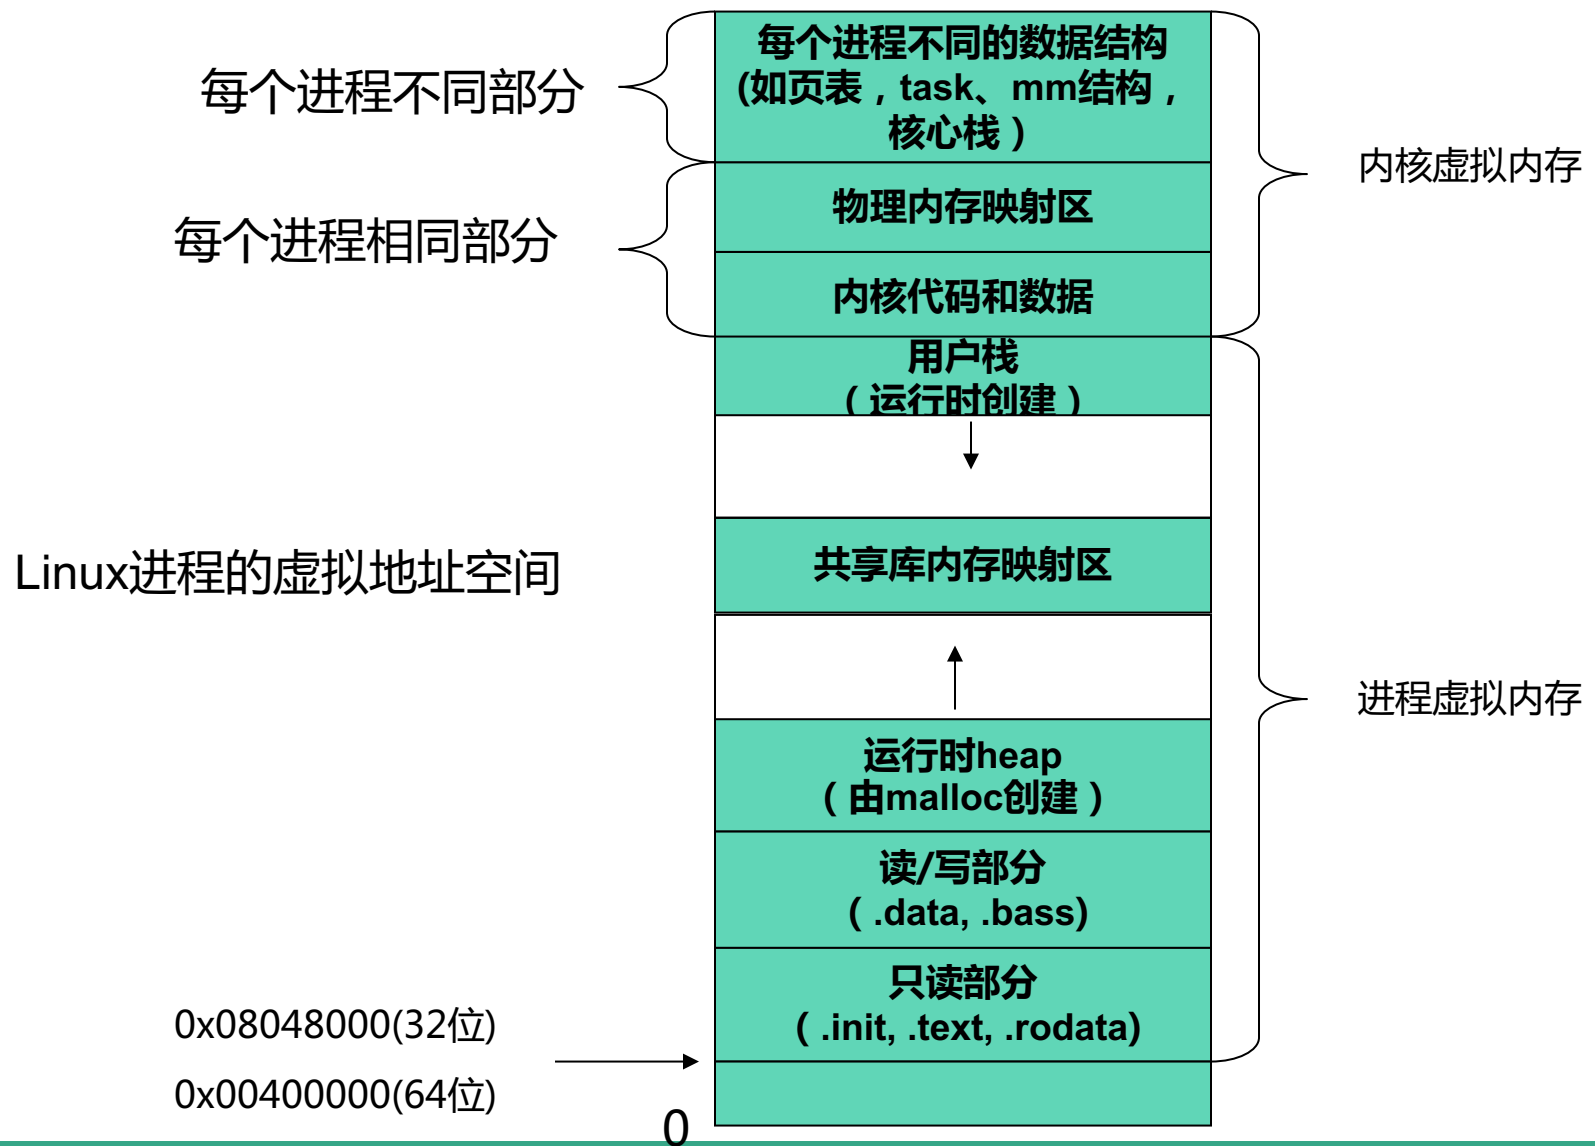 每个进程不同的数据结构
(如页表，task、mm结构，
核心栈）
每个进程不同部分
内核虚拟内存
物理内存映射区
每个进程相同部分
内核代码和数据
用户栈
（运行时创建）
共享库内存映射区
Linux进程的虚拟地址空间
进程虚拟内存
运行时heap
（由malloc创建）
读/写部分
（.data, .bass)
只读部分
（.init, .text, .rodata)
0x08048000(32位)
0x00400000(64位)
0